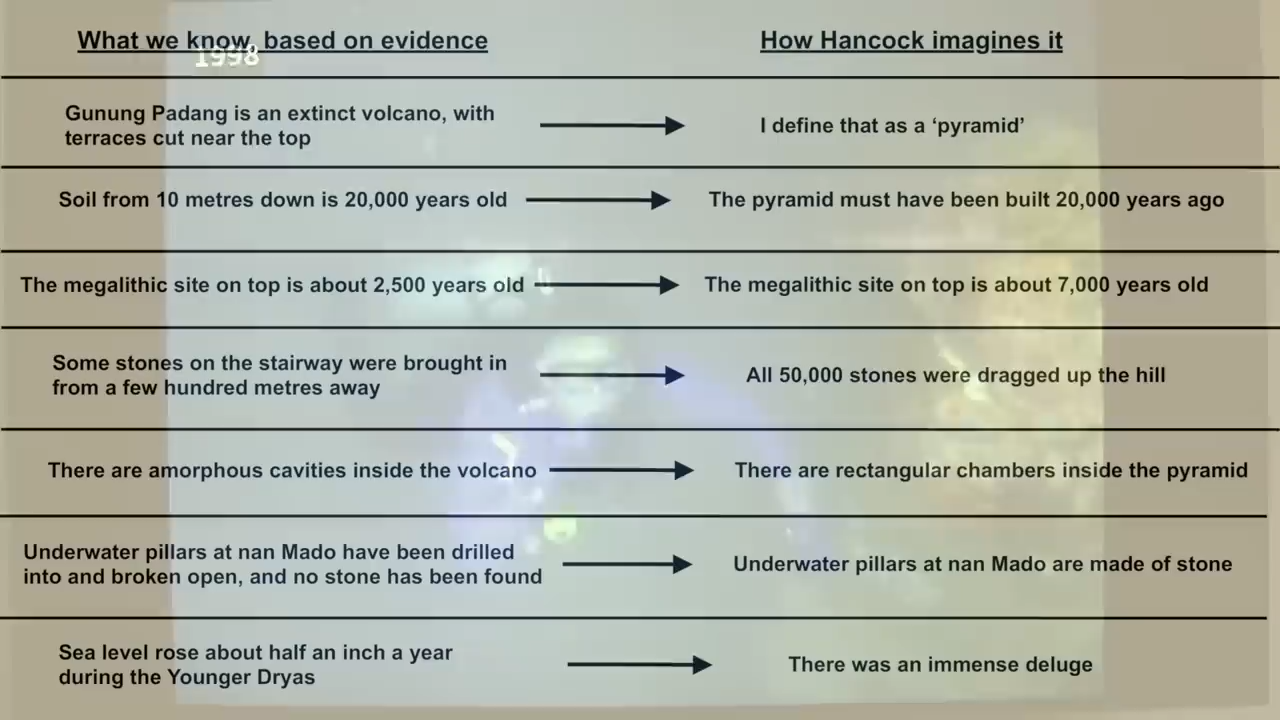 What we know, based on evidence
How Hancock imagines it
1998
Gunung Padang is an extinct volcano, with
terraces cut near the top
I define that as a ‘pyramid’
Soil from 10 metres down is 20,000 years old
The pyramid must have been built 20,000 years ago
The megalithic site on top is about 2,500 years old
The megalithic site on top is about 7,000 years old
Some stones on the stairway were brought in
from a few hundred metres away
All 50,000 stones were dragged up the hill
There are amorphous cavities inside the volcano
There are rectangular chambers inside the pyramid
Underwater pillars at nan Mado have been drilled
into and broken open, and no stone has been found
Underwater pillars at nan Mado are made of stone
Sea level rose about half an inch a year
during the Younger Dryas
There was an immense deluge